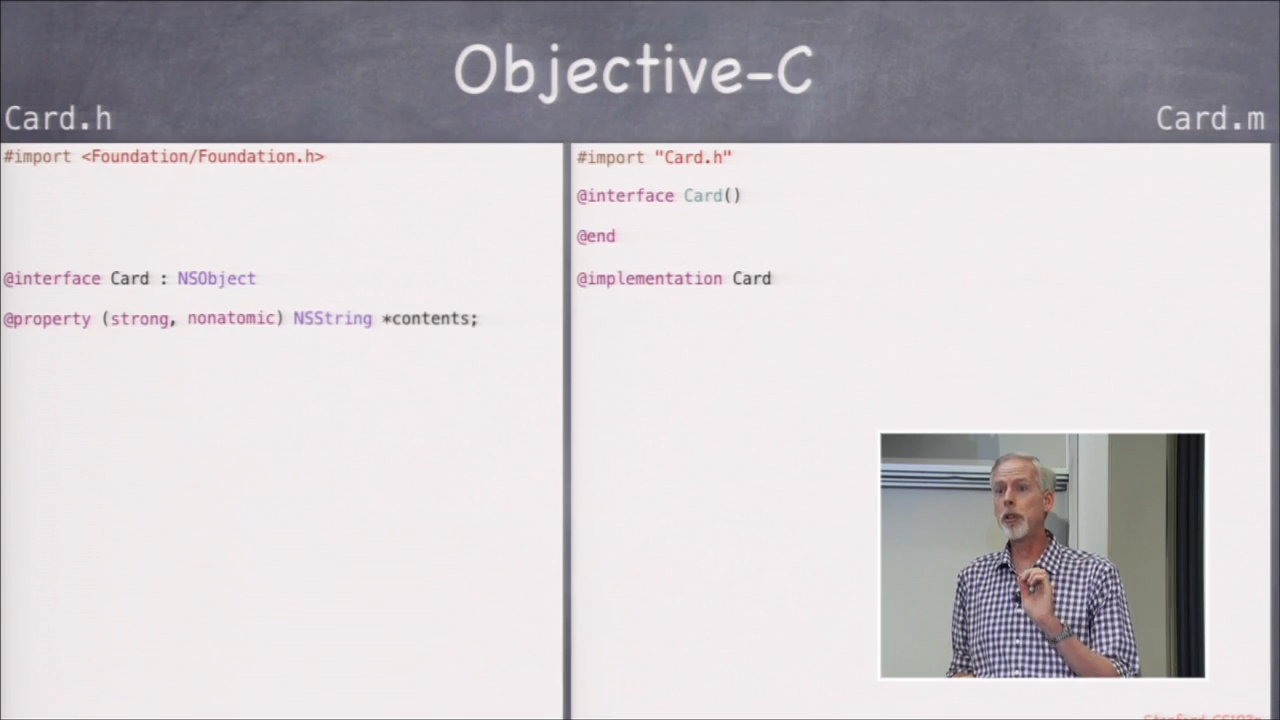 Objective-C
Card.h
Card.m
#import <Foundation/Foundation.h>
@interface Card : NSObject
@property (strong, nonatomic) NSString *contents;
#import "Card.h"
@interface Card()
@end
@implementation Card